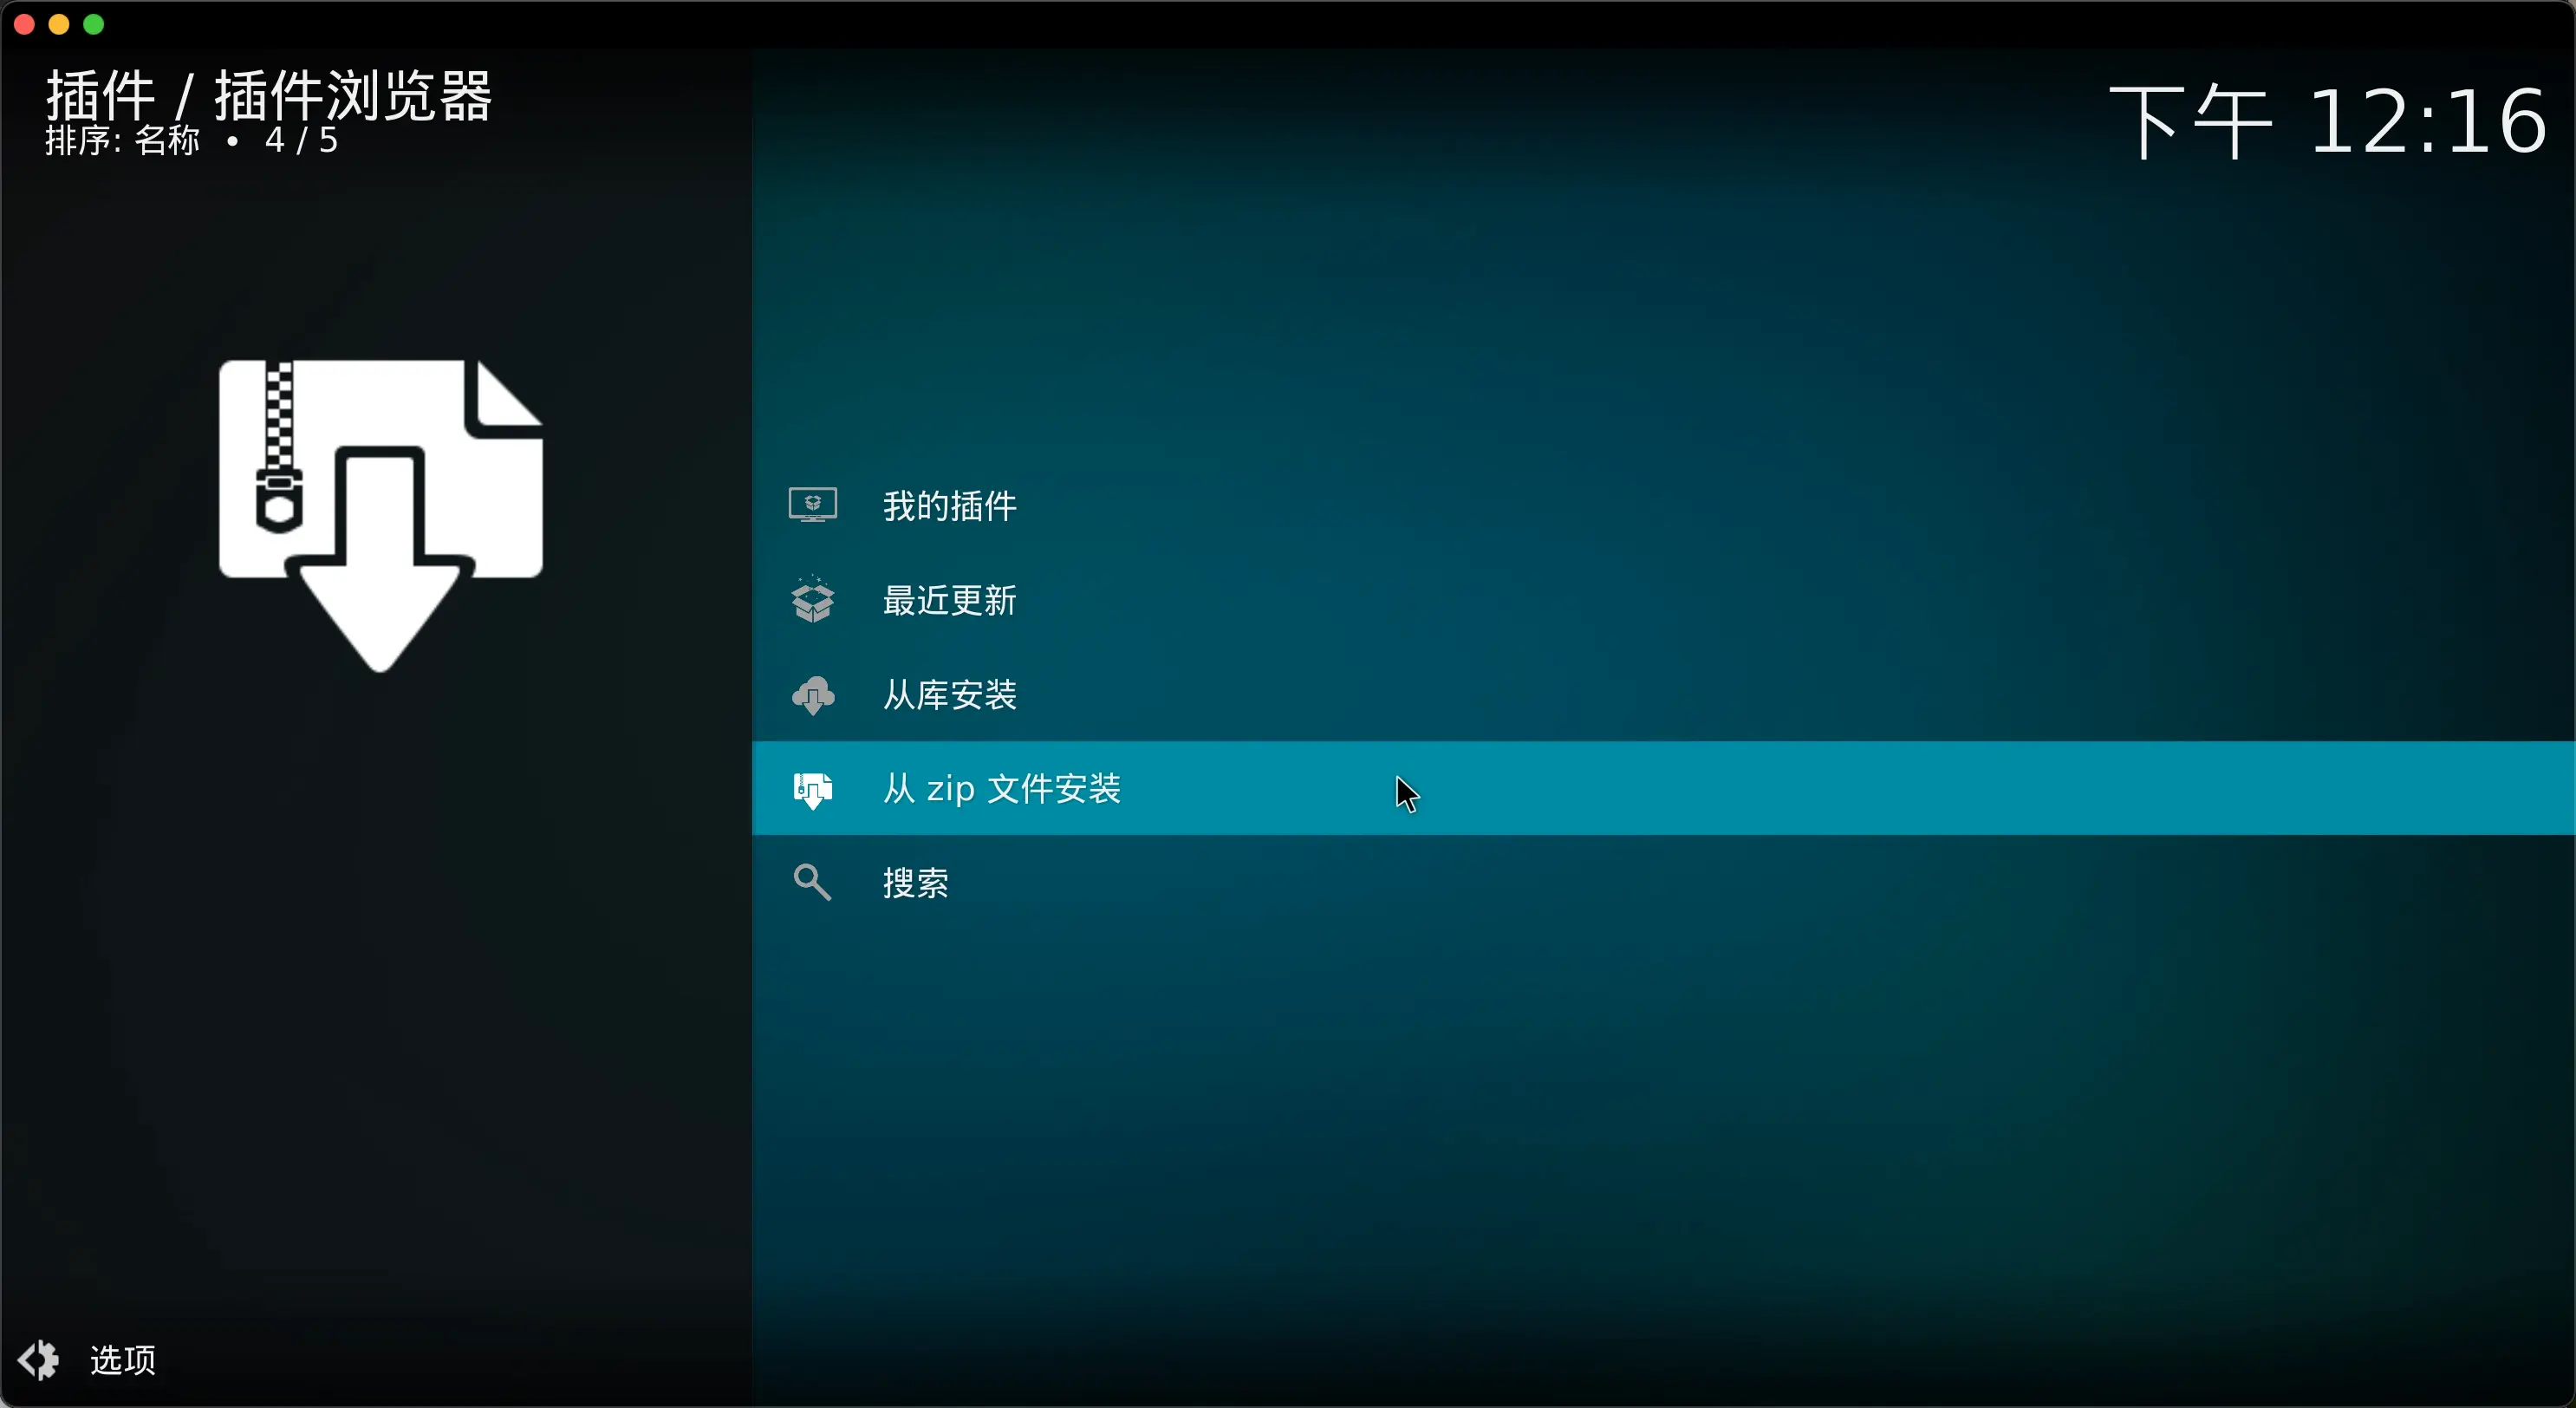 插件 / 插件浏览器
排序: 名称 • 4 / 5
下午 12:16
我的插件
最近更新
从库安装
从 zip 文件安装
搜索
选项